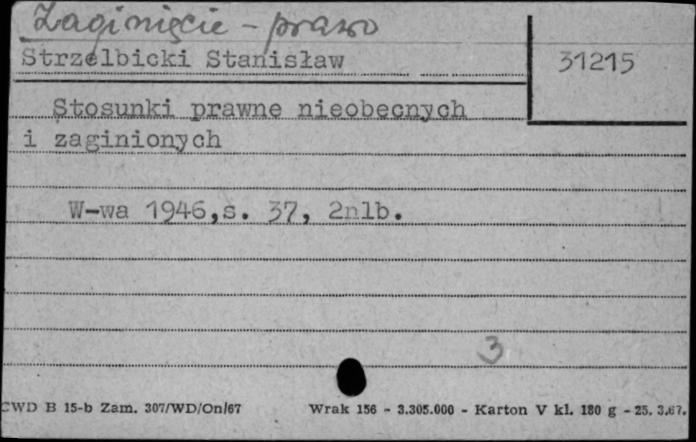 Zaginięcie - prawo
Strzelbicki Stanisław
31215
Stosunki prawne nieobecnych
i zaginionych
W-wa 1946,s. 37, 2nlb.
3
CWD B 15-b Zam. 307/WD/On/67 Wrak 156 - 3.305.000 - Karton V kl. 180 g - 25. 3.67.